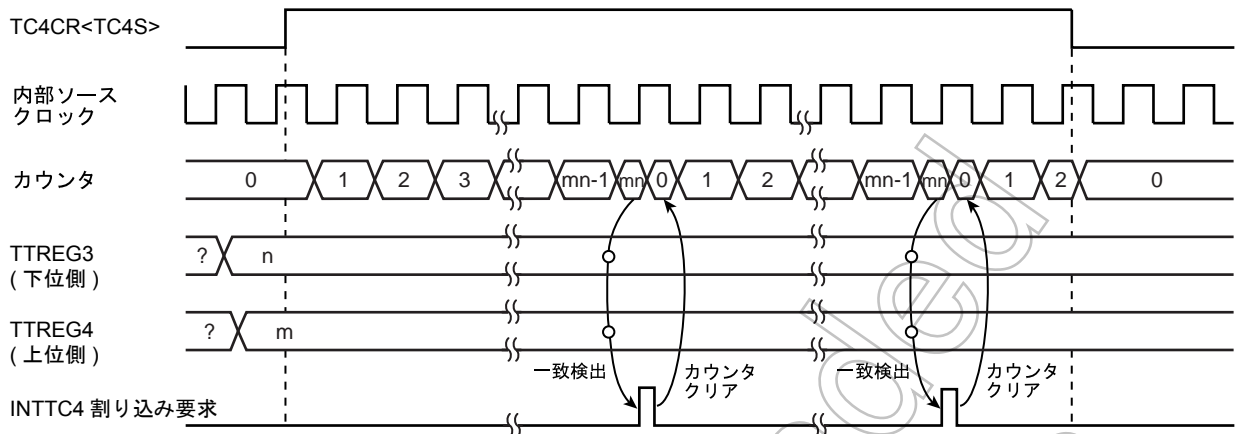 TC4CR<TC4S>
内部ソース
クロック
カウンタ
0 1 2 3 mn-1 mn 0 1 2 mn-1 mn 0 1 2 0
TTREG3
( 下位側 )
? n
TTREG4
( 上位側 )
? m
一致検出
カウンタ
クリア
一致検出
カウンタ
クリア
INTTC4 割り込み要求
ded